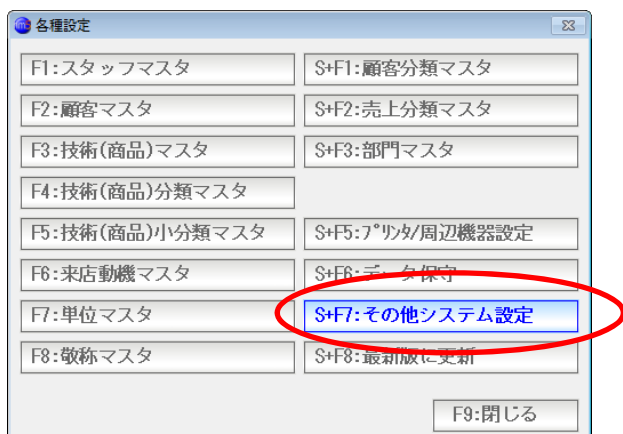 各種設定
F1:スタッフマスタ
S+F1:顧客分類マスタ
F2:顧客マスタ
S+F2:売上分類マスタ
F3:技術(商品)マスタ
S+F3:部門マスタ
F4:技術(商品)分類マスタ
F5:技術(商品)小分類マスタ
S+F5:プリンタ/周辺機器設定
F6:来店動機マスタ
S+F6:データ保守
F7:単位マスタ
S+F7:その他システム設定
F8:敬称マスタ
S+F8:最新版に更新
F9:閉じる